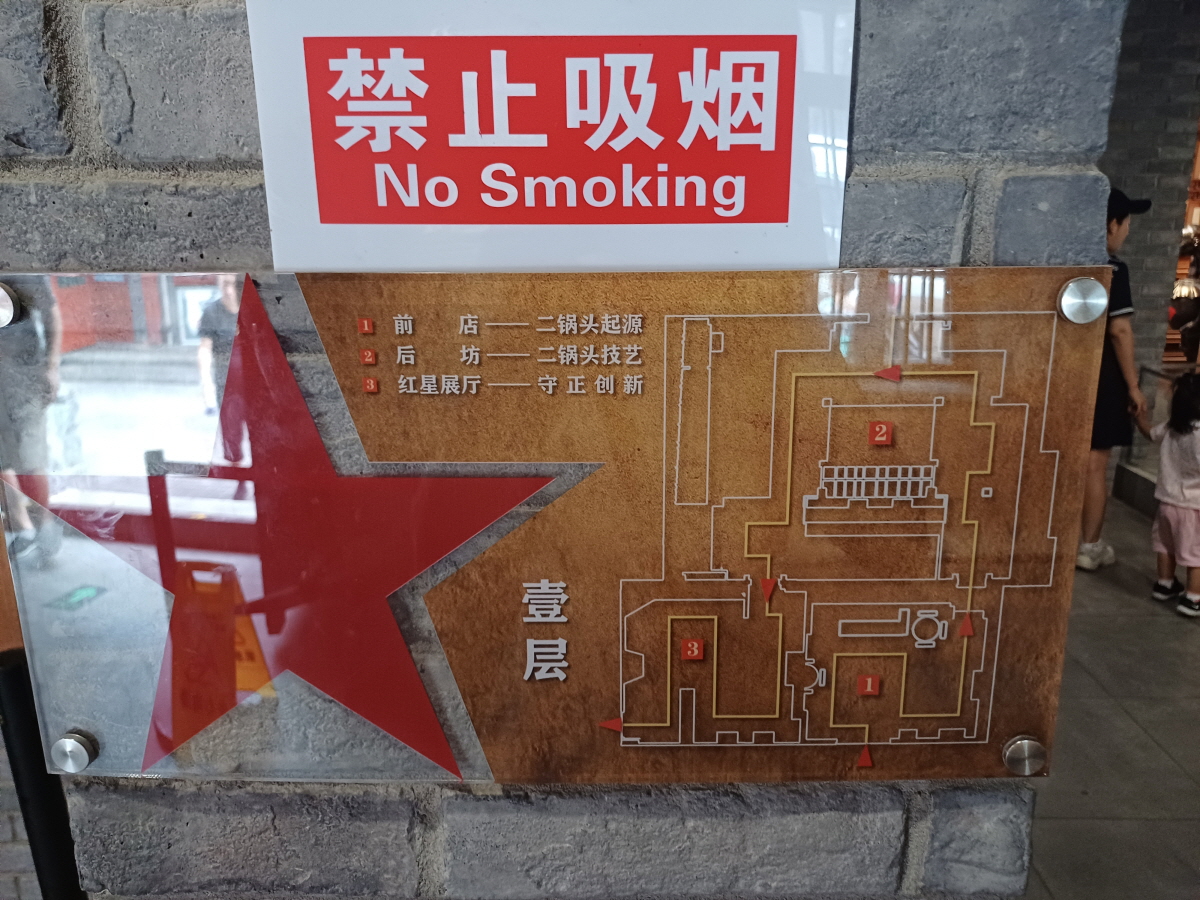 禁止吸烟
No Smoking
1 前 店——二锅头起源
2 后 坊——二锅头技艺
3 红星展厅——守正创新
2
壹层
3
1